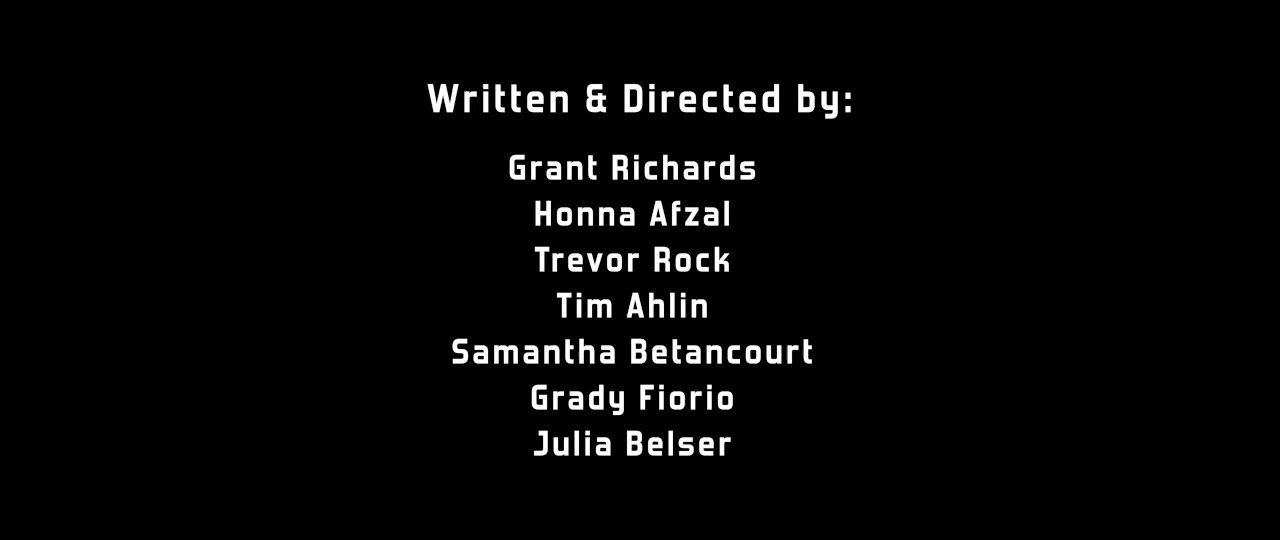 Written & Directed by:
Grant Richards
Honna Afzal
Trevor Rock
Tim Ahlin
Samantha Betancourt
Grady Fiorio
Julia Belser